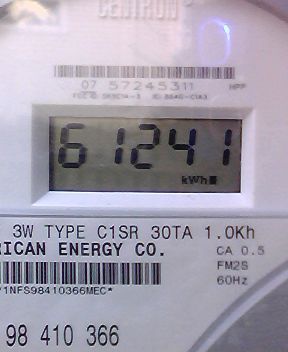 CENTRON
07 57245311
61241
kWh
3W TYPE C1SR 30TA 1.0Kh
RICAN ENERGY CO.
CA 0.5
FM2S
60Hz
1NFS98410366MEC*
98 410 366